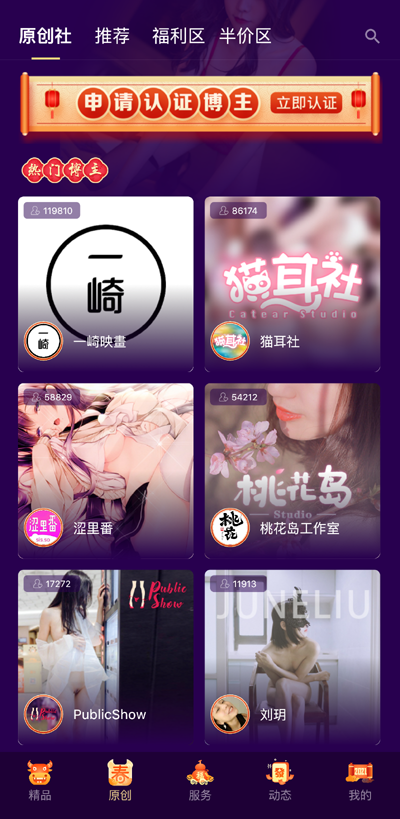 原创社 推荐 福利区 半价区
申请认证博主 立即认证
热门博主
119810
一
崎
一崎
一崎映畫
86174
猫耳社
Catear Studio
猫耳社
猫耳社
58829
涩里番
涩里番
54212
桃花岛
Studio
桃花
桃花岛工作室
17272
Public
Show
PublicShow
11913
JUNELIU
刘玥
精品 春 原创 服务 發 动态 2021 我的